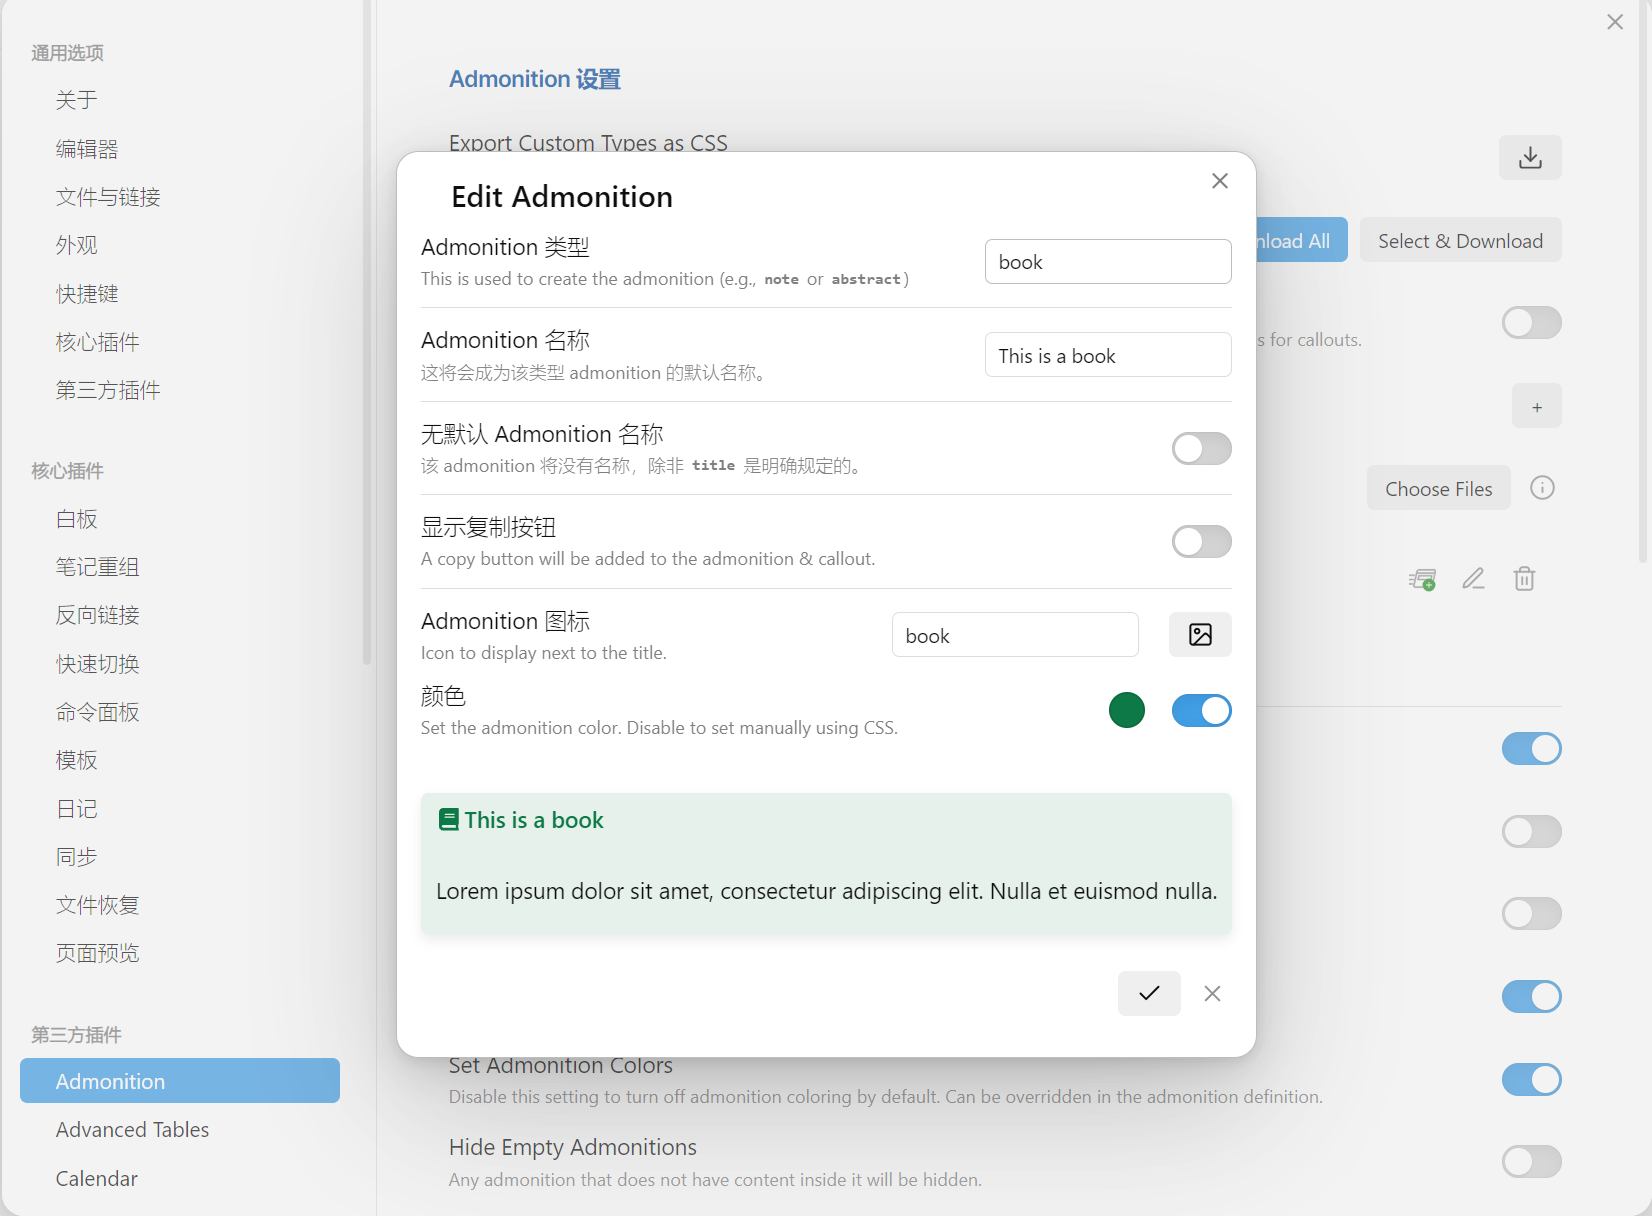 通用选项
关于
编辑器
文件与链接
外观
快捷键
核心插件
第三方插件
核心插件
白板
笔记重组
反向链接
快速切换
命令面板
模板
日记
同步
文件恢复
页面预览
第三方插件
Admonition
Advanced Tables
Calendar
Admonition 设置
Export Custom Types as CSS
nload All
Select & Download
s for callouts.
+
Choose Files
Edit Admonition
Admonition 类型
This is used to create the admonition (e.g., note or abstract)
book
Admonition 名称
这将会成为该类型 admonition 的默认名称。
This is a book
无默认 Admonition 名称
该 admonition 将没有名称，除非 title 是明确规定的。
显示复制按钮
A copy button will be added to the admonition & callout.
Admonition 图标
Icon to display next to the title.
book
颜色
Set the admonition color. Disable to set manually using CSS.
This is a book
Lorem ipsum dolor sit amet, consectetur adipiscing elit. Nulla et euismod nulla.
Set Admonition Colors
Disable this setting to turn off admonition coloring by default. Can be overridden in the admonition definition.
Hide Empty Admonitions
Any admonition that does not have content inside it will be hidden.